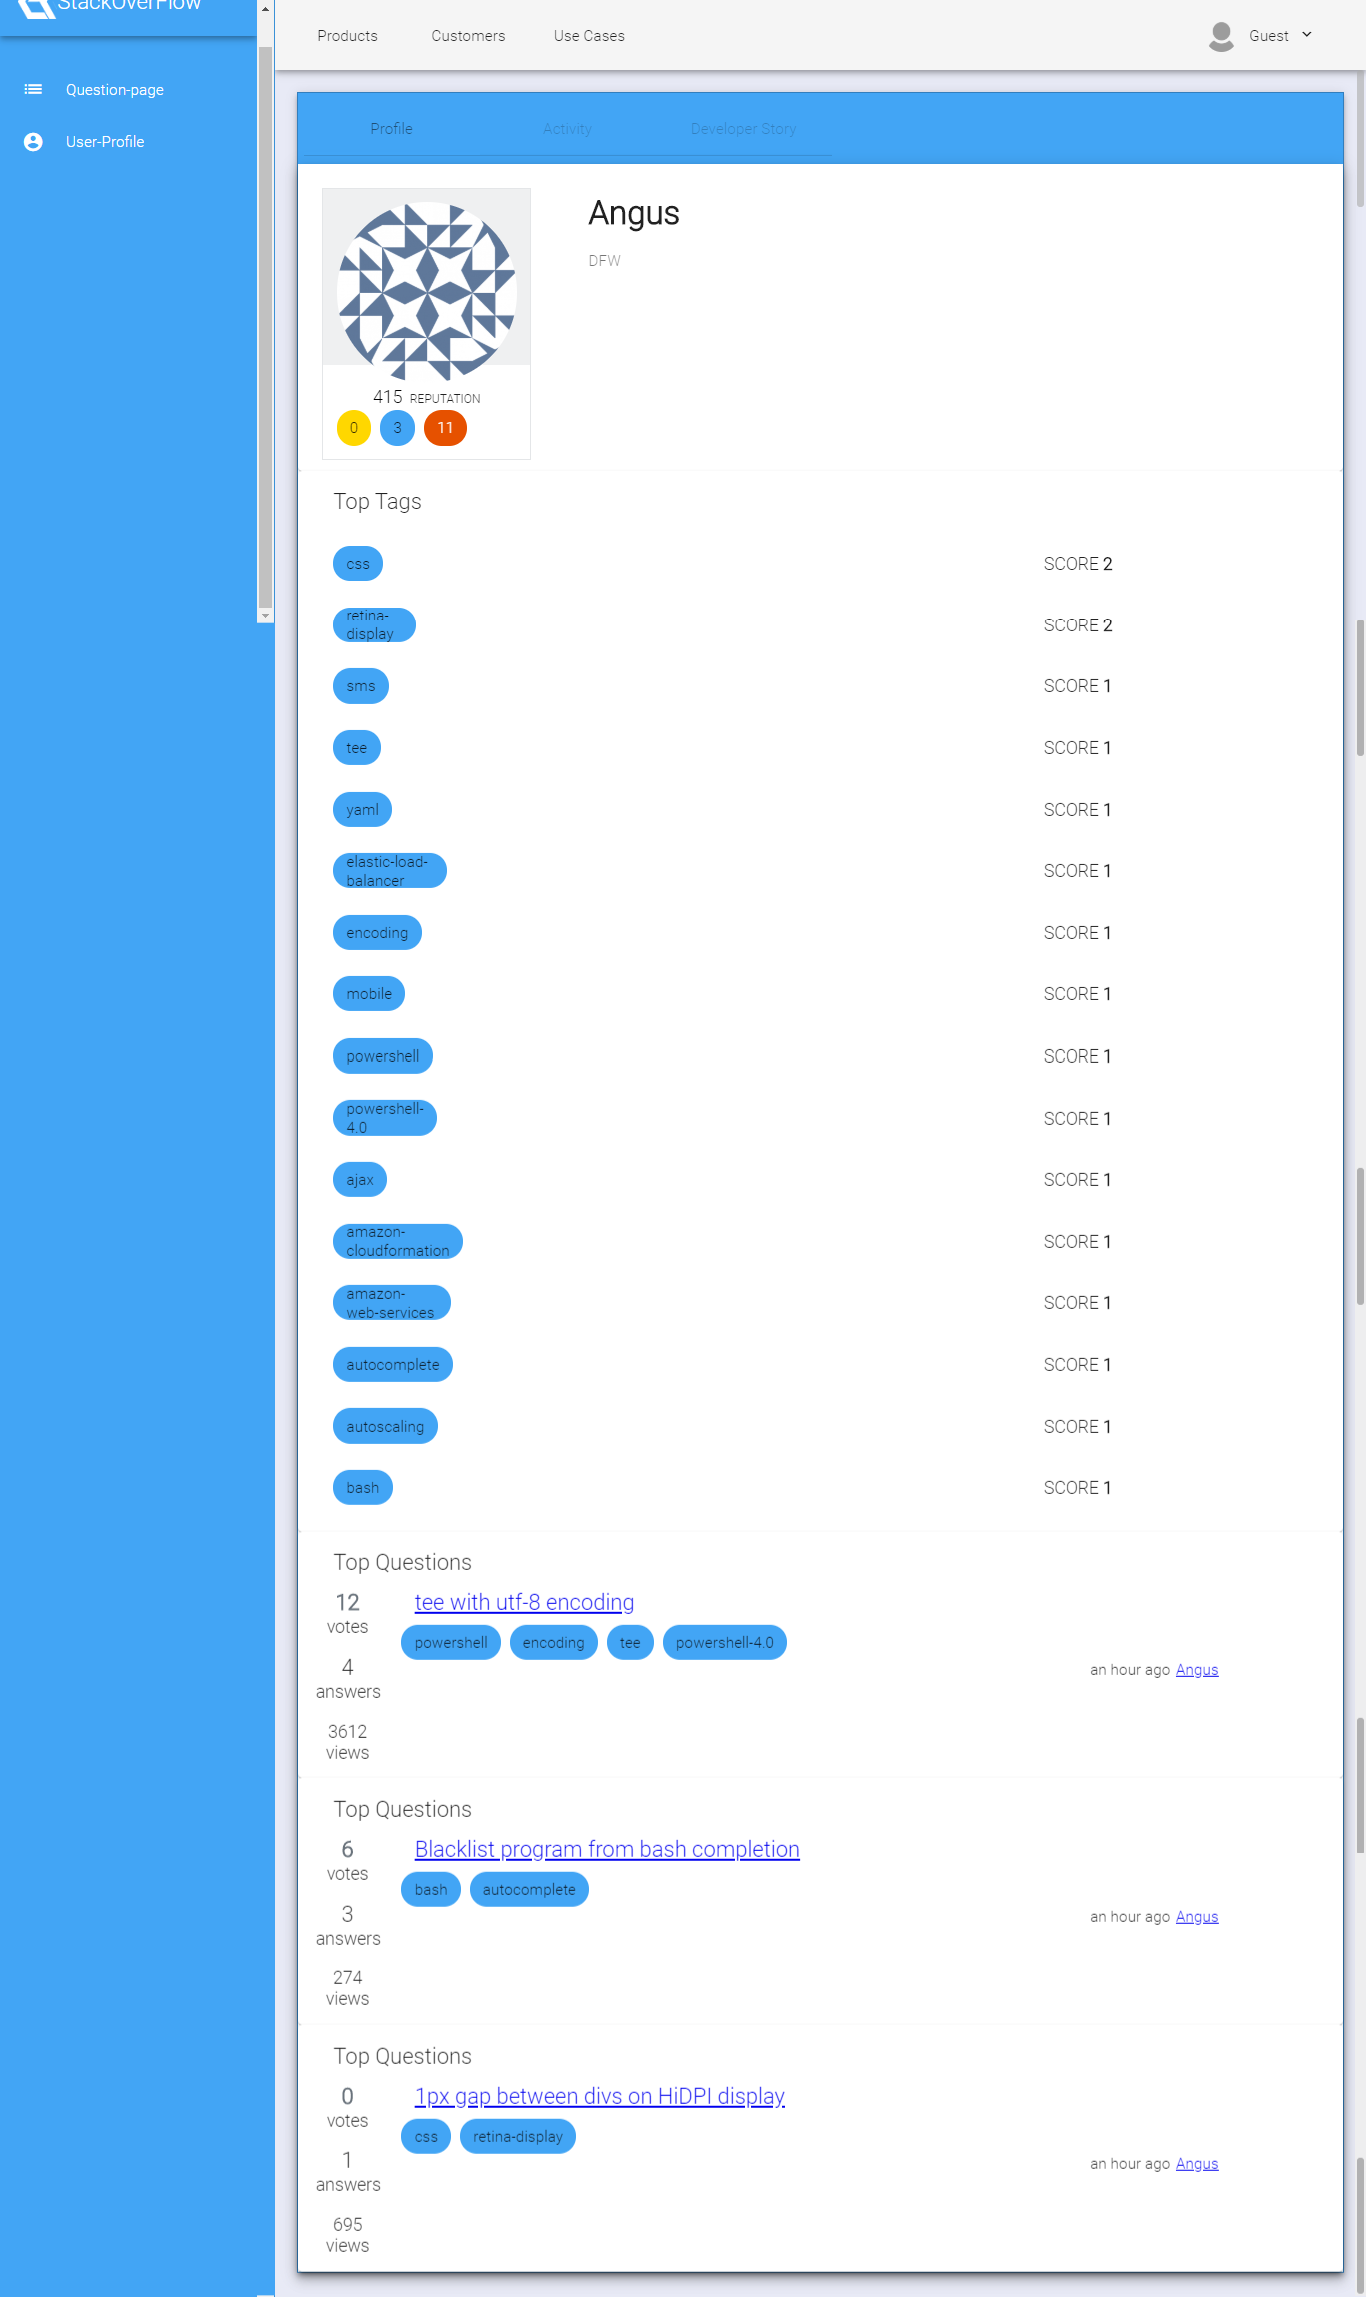 StackOverFlow
Products
Customers
Use Cases
Guest
Question-page
User-Profile
Profile
Activity
Developer Story
Angus
DFW
415 REPUTATION
0
3
11
Top Tags
css
SCORE 2
retina-
display
SCORE 2
sms
SCORE 1
tee
SCORE 1
yaml
SCORE 1
elastic-load-
balancer
SCORE 1
encoding
SCORE 1
mobile
SCORE 1
powershell
SCORE 1
powershell-
4.0
SCORE 1
ajax
SCORE 1
amazon-
cloudformation
SCORE 1
amazon-
web-services
SCORE 1
autocomplete
SCORE 1
autoscaling
SCORE 1
bash
SCORE 1
Top Questions
12
votes
4
answers
3612
views
tee with utf-8 encoding
powershell
encoding
tee
powershell-4.0
an hour ago Angus
Top Questions
6
votes
3
answers
274
views
Blacklist program from bash completion
bash
autocomplete
an hour ago Angus
Top Questions
0
votes
1
answers
695
views
1px gap between divs on HiDPI display
css
retina-display
an hour ago Angus